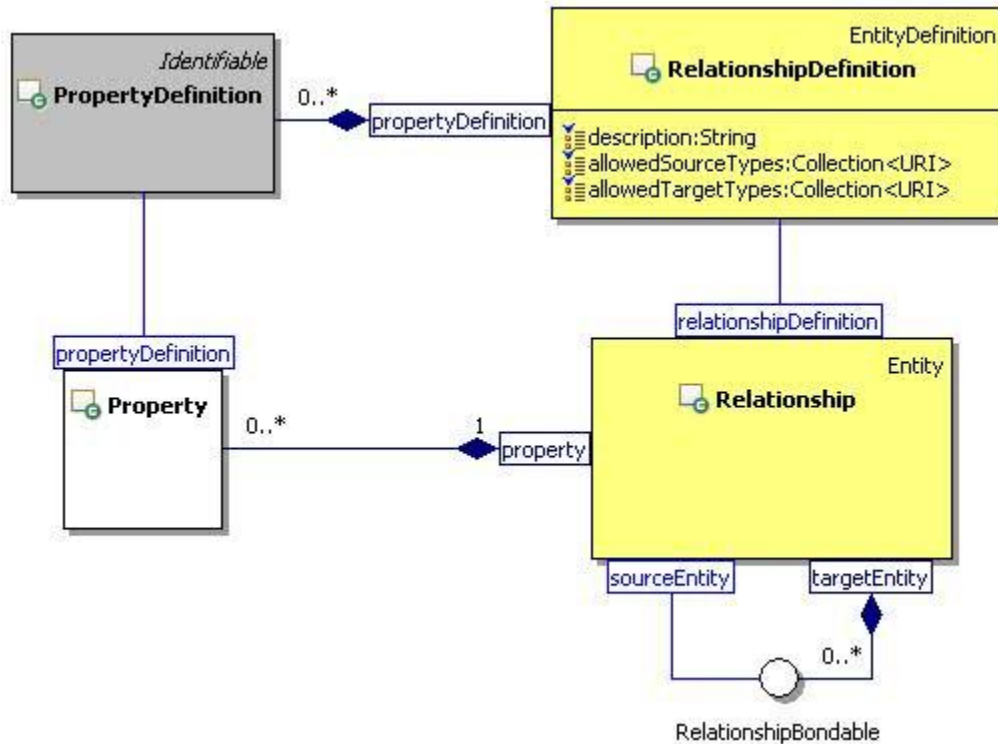 Identifiable
PropertyDefinition
0..*
propertyDefinition
EntityDefinition
RelationshipDefinition
description:String
allowedSourceTypes:Collection<URI>
allowedTargetTypes:Collection<URI>
relationshipDefinition
propertyDefinition
Property
0..*
1
property
Entity
Relationship
sourceEntity
targetEntity
0..*
RelationshipBondable